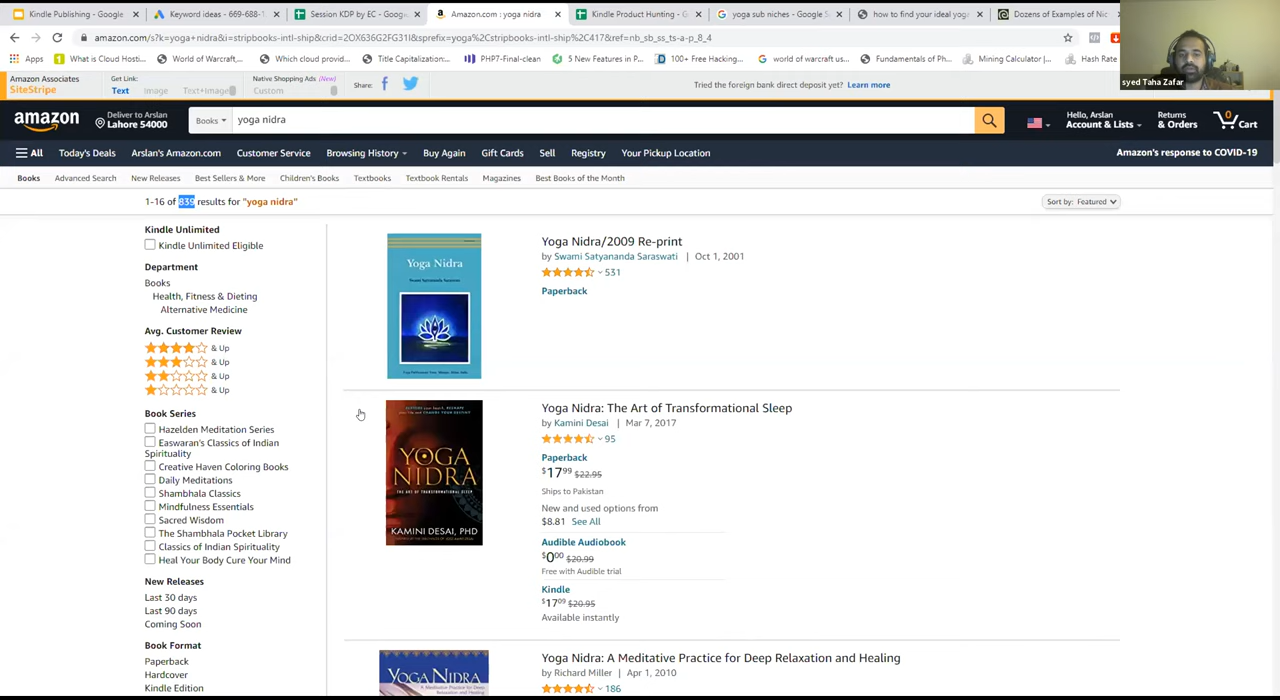 Kindle Publishing - Google
Keyword ideas - 669-688-1
Session KDP by EC - Google
Amazon.com : yoga nidra
Kindle Product Hunting - G
yoga sub niches - Google S
how to find your ideal yoga
Dozens of Examples of Nic
amazon.com/s?k=yoga+nidra&i=stripbooks-intl-ship&crid=2OX636G2FG31I&sprefix=yoga%2Cstripbooks-intl-ship%2C417&ref=nb_sb_ss_ts-a-p_8_4
Apps
What is Cloud Hosti...
World of Warcraft,...
Which cloud provid...
Title Capitalization:...
PHP7-Final-clean
5 New Features in P...
100+ Free Hacking...
world of warcraft us...
Fundamentals of Ph...
Mining Calculator |...
Hash Rate
syed Taha Zafar
Amazon Associates
SiteStripe
Get Link:
Text Image Text+Image
Native Shopping Ads (New)
Custom
Share:
Tried the foreign bank direct deposit yet? Learn more
amazon
Deliver to Arslan
Lahore 54000
Books
yoga nidra
Hello, Arslan
Account & Lists
Returns
& Orders
0
Cart
All
Today's Deals
Arslan's Amazon.com
Customer Service
Browsing History
Buy Again
Gift Cards
Sell
Registry
Your Pickup Location
Amazon's response to COVID-19
Books
Advanced Search
New Releases
Best Sellers & More
Children's Books
Textbooks
Textbook Rentals
Magazines
Best Books of the Month
1-16 of 839 results for "yoga nidra"
Sort by: Featured
Kindle Unlimited
Kindle Unlimited Eligible
Department
Books
Health, Fitness & Dieting
Alternative Medicine
Avg. Customer Review
& Up
& Up
& Up
& Up
Book Series
Hazelden Meditation Series
Easwaran's Classics of Indian
Spirituality
Creative Haven Coloring Books
Daily Meditations
Shambhala Classics
Mindfulness Essentials
Sacred Wisdom
The Shambhala Pocket Library
Classics of Indian Spirituality
Heal Your Body Cure Your Mind
New Releases
Last 30 days
Last 90 days
Coming Soon
Book Format
Paperback
Hardcover
Kindle Edition
Yoga Nidra
Swami Satyananda Saraswati
Yoga Nidra/2009 Re-print
by Swami Satyananda Saraswati | Oct 1, 2001
531
Paperback
YOGA
NIDRA
THE ART OF TRANSFORMATIONAL SLEEP
KAMINI DESAI, PHD
Yoga Nidra: The Art of Transformational Sleep
by Kamini Desai | Mar 7, 2017
95
Paperback
$17.99 $22.95
Ships to Pakistan
New and used options from
$8.81 See All
Audible Audiobook
$0.00 $20.99
Free with Audible trial
Kindle
$17.09 $20.95
Available instantly
YOGA NIDRA
Yoga Nidra: A Meditative Practice for Deep Relaxation and Healing
by Richard Miller | Apr 1, 2010
186